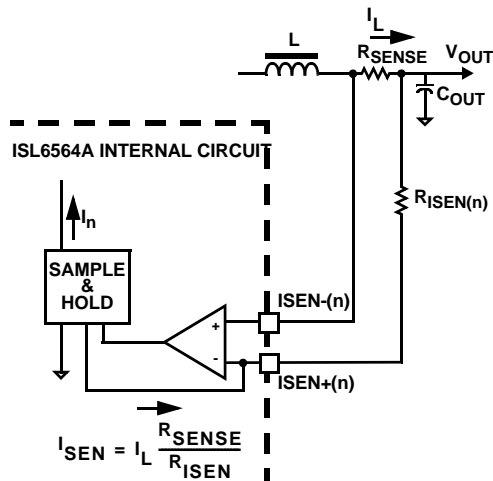 I_L
L
R_SENSE
V_OUT
C_OUT
ISL6564A INTERNAL CIRCUIT
R_ISEN(n)
I_n
SAMPLE
&
HOLD
ISEN-(n)
+
-
ISEN+(n)
I_SEN = I_L R_SENSE / R_ISEN